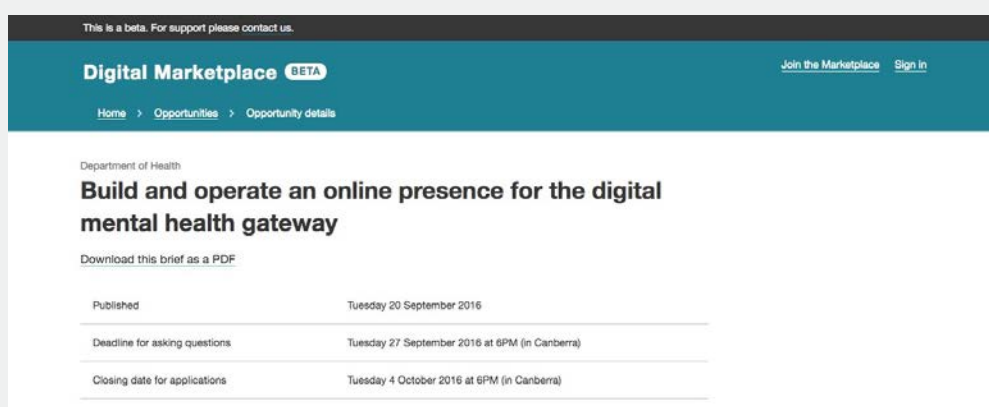 This is a beta. For support please contact us.
Digital Marketplace BETA
Join the Marketplace Sign in
Home > Opportunities > Opportunity details
Department of Health
Build and operate an online presence for the digital
mental health gateway
Download this brief as a PDF
Published Tuesday 20 September 2016
Deadline for asking questions Tuesday 27 September 2016 at 6PM (in Canberra)
Closing date for applications Tuesday 4 October 2016 at 6PM (in Canberra)